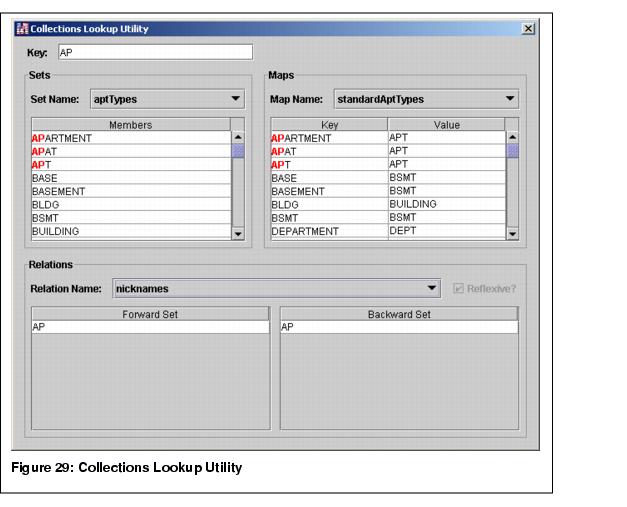 Collections Lookup Utility
Key: AP
Sets
Set Name: aptTypes
Members
APARTMENT
APAT
APT
BASE
BASEMENT
BLDG
BSMT
BUILDING
Maps
Map Name: standardAptTypes
Key Value
APARTMENT APT
APAT APT
APT APT
BASE BSMT
BASEMENT BSMT
BLDG BUILDING
BSMT BSMT
DEPARTMENT DEPT
Relations
Relation Name: nicknames Reflexive?
Forward Set Backward Set
AP AP
Figure 29: Collections Lookup Utility